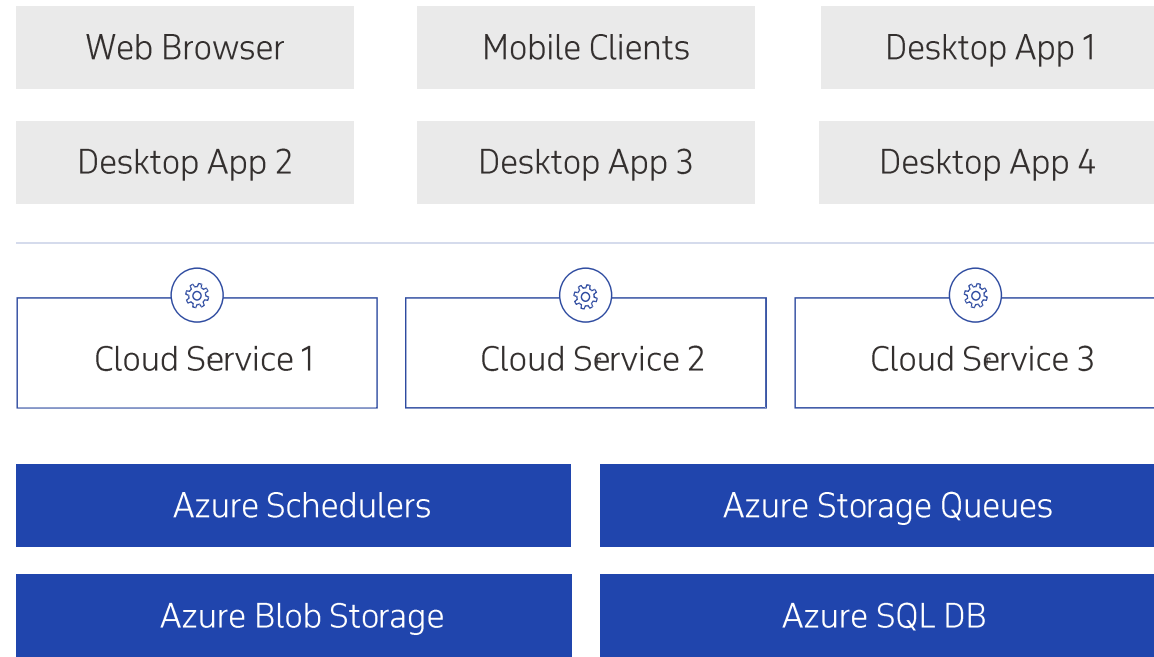 Web Browser
Mobile Clients
Desktop App 1
Desktop App 2
Desktop App 3
Desktop App 4
Cloud Service 1
Cloud Service 2
Cloud Service 3
Azure Schedulers
Azure Storage Queues
Azure Blob Storage
Azure SQL DB